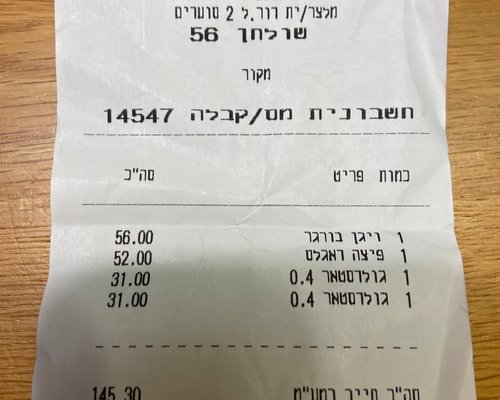 מלצר/ית דור.ל 2 סועדים
שולחן 56
מקור
חשבונית מס/קבלה 14547
כמות פריט סה"כ
1 ויגן בורגר 56.00
1 פיצה דאגלס 52.00
1 גולדסטאר 0.4 31.00
1 גולדסטאר 0.4 31.00
סה"כ חייב במע"מ 145.30